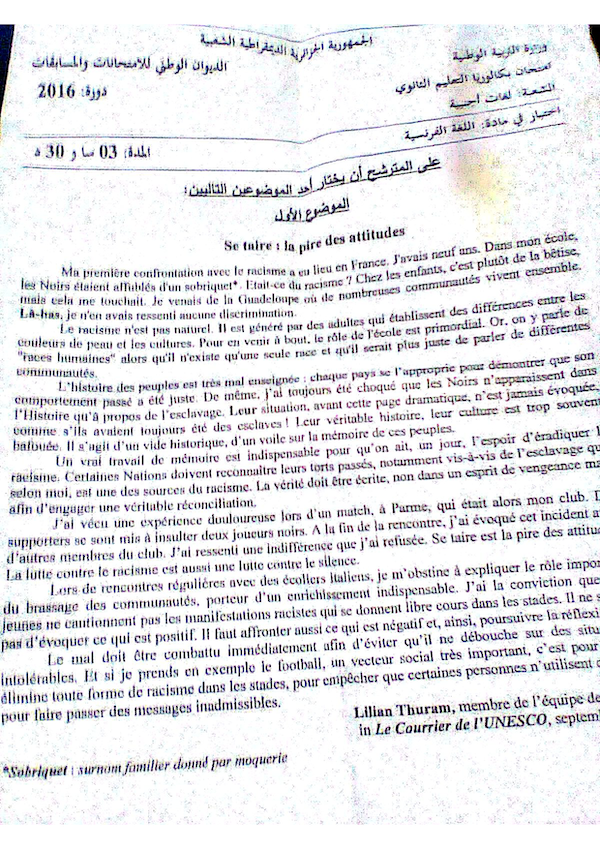 الجمهورية الجزائرية الديمقراطية الشعبية
وزارة التربية الوطنية
الديوان الوطني للامتحانات والمسابقات
امتحان بكالوريا التعليم الثانوي
دورة: 2016
الشعبة: لغات أجنبية
اختبار في مادة: اللغة الفرنسية
المدة: 03 سا و 30 د
على المترشح أن يختار أحد الموضوعين التاليين:
الموضوع الأول
Se taire : la pire des attitudes
Ma première confrontation avec le racisme a eu lieu en France. J'avais neuf ans. Dans mon école,
les Noirs étaient affublés d'un sobriquet*. Etait-ce du racisme ? Chez les enfants, c'est plutôt de la bêtise,
mais cela me touchait. Je venais de la Guadeloupe où de nombreuses communautés vivent ensemble.
Là-bas, je n'en avais ressenti aucune discrimination.
Le racisme n'est pas naturel. Il est généré par des adultes qui établissent des différences entre les
couleurs de peau et les cultures. Pour en venir à bout, le rôle de l'école est primordial. Or, on y parle de
"races humaines" alors qu'il n'existe qu'une seule race et qu'il serait plus juste de parler de différentes
communautés.
L'histoire des peuples est très mal enseignée : chaque pays se l'approprie pour démontrer que son
comportement passé a été juste. De même, j'ai toujours été choqué que les Noirs n'apparaissent dans
l'Histoire qu'à propos de l'esclavage. Leur situation, avant cette page dramatique, n'est jamais évoquée,
comme s'ils avaient toujours été des esclaves ! Leur véritable histoire, leur culture est trop souvent
bafouée. Il s'agit d'un vide historique, d'un voile sur la mémoire de ces peuples.
Un vrai travail de mémoire est indispensable pour qu'on ait, un jour, l'espoir d'éradiquer l
racisme. Certaines Nations doivent reconnaître leurs torts passés, notamment vis-à-vis de l'esclavage qu
selon moi, est une des sources du racisme. La vérité doit être écrite, non dans un esprit de vengeance ma
afin d'engager une véritable réconciliation.
J'ai vécu une expérience douloureuse lors d'un match, à Parme, qui était alors mon club. D
supporters se sont mis à insulter deux joueurs noirs. A la fin de la rencontre, j'ai évoqué cet incident av
d'autres membres du club. J'ai ressenti une indifférence que j'ai refusée. Se taire est la pire des attitud
La lutte contre le racisme est aussi une lutte contre le silence.
Lors de rencontres régulières avec des écoliers italiens, je m'obstine à expliquer le rôle impor
du brassage des communautés, porteur d'un enrichissement indispensable. J'ai la conviction que
jeunes ne cautionnent pas les manifestations racistes qui se donnent libre cours dans les stades. Il ne s
pas d'évoquer ce qui est positif. Il faut affronter aussi ce qui est négatif et, ainsi, poursuivre la réflexi
Le mal doit être combattu immédiatement afin d'éviter qu'il ne débouche sur des situ
intolérables. Et si je prends en exemple le football, un vecteur social très important, c'est pour
élimine toute forme de racisme dans les stades, pour empêcher que certaines personnes n'utilisent c
pour faire passer des messages inadmissibles.
Lilian Thuram, membre de l'équipe de
in Le Courrier de l'UNESCO, septem
*Sobriquet : surnom familier donné par moquerie